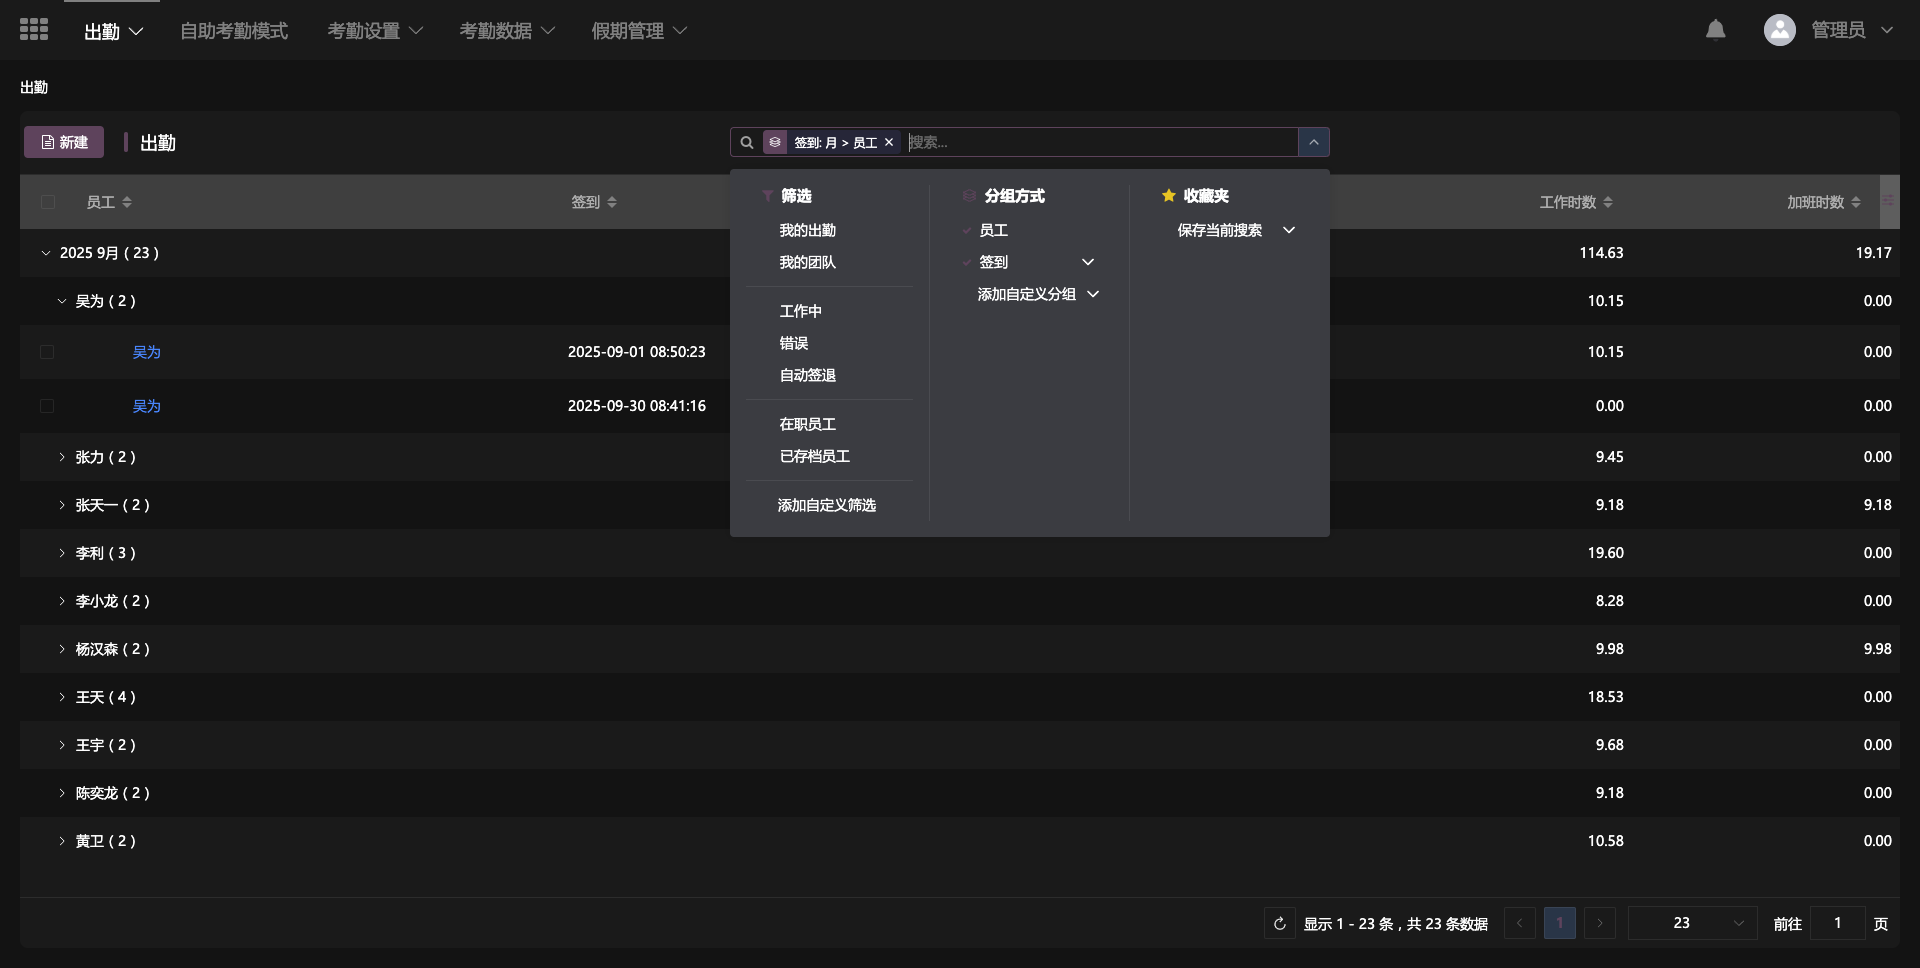 出勤 自助考勤模式 考勤设置 考勤数据 假期管理 管理员
出勤
新建 出勤 签到: 月 > 员工 搜索...
员工 签到 工作时数 加班时数
筛选
我的出勤
我的团队
工作中
错误
自动签退
在职员工
已存档员工
添加自定义筛选
分组方式
员工
签到
添加自定义分组
收藏夹
保存当前搜索
2025 9月 ( 23 ) 114.63 19.17
吴为 ( 2 ) 10.15 0.00
吴为 2025-09-01 08:50:23 10.15 0.00
吴为 2025-09-30 08:41:16 0.00 0.00
张力 ( 2 ) 9.45 0.00
张天一 ( 2 ) 9.18 9.18
李利 ( 3 ) 19.60 0.00
李小龙 ( 2 ) 8.28 0.00
杨汉森 ( 2 ) 9.98 9.98
王天 ( 4 ) 18.53 0.00
王宇 ( 2 ) 9.68 0.00
陈奕龙 ( 2 ) 9.18 0.00
黄卫 ( 2 ) 10.58 0.00
显示 1 - 23 条 , 共 23 条数据 1 23 前往 1 页